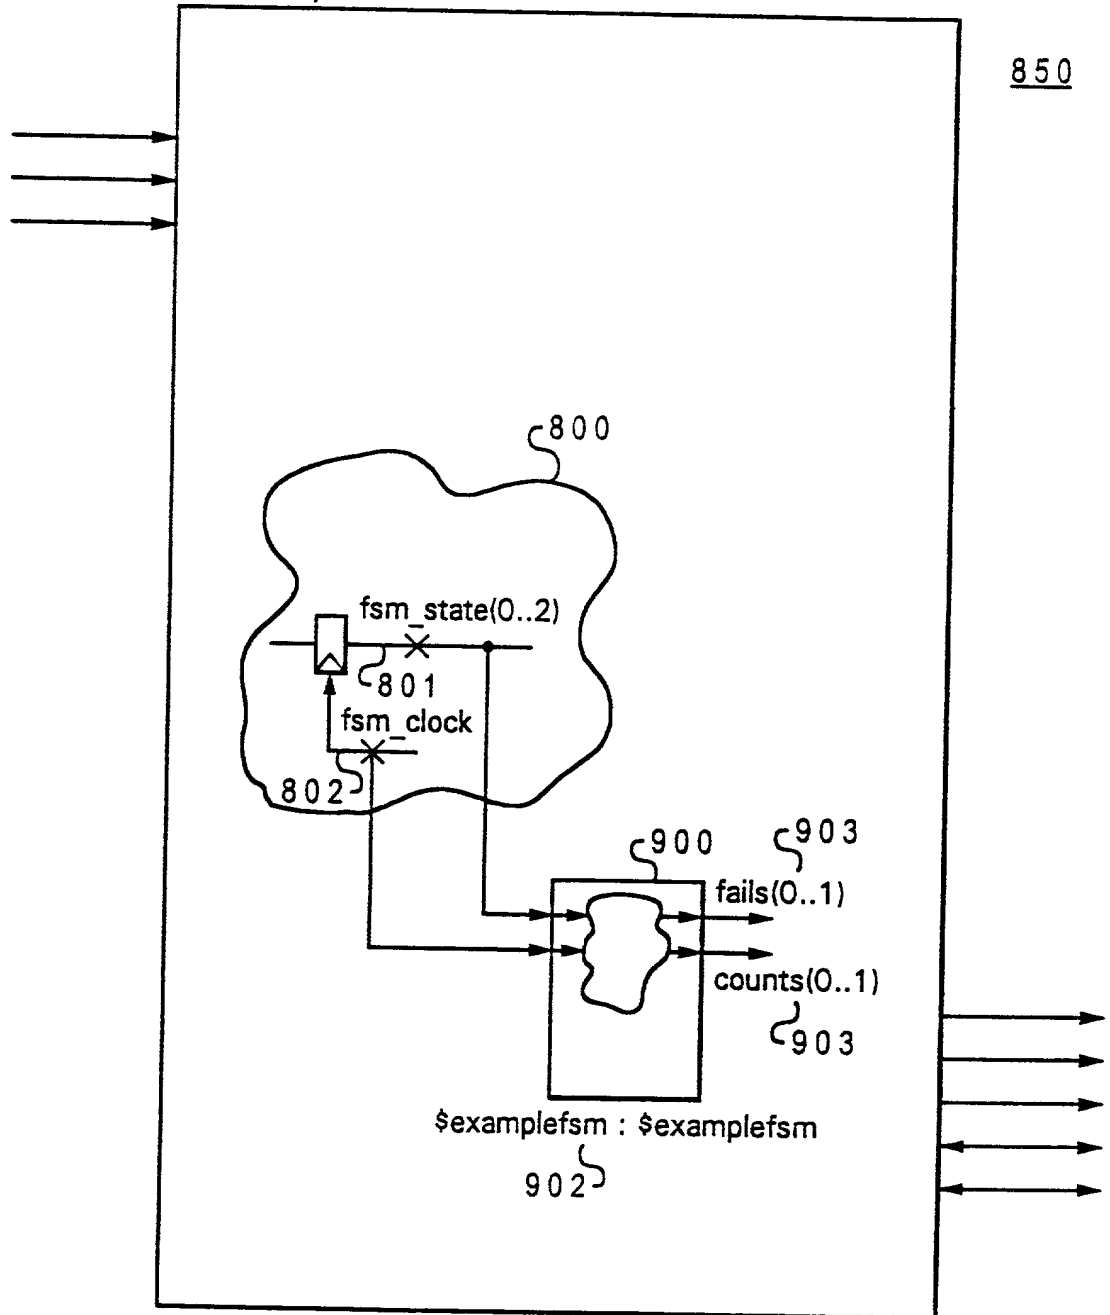 850
800
fsm_state(0..2)
801
fsm_clock
802
900
903
fails(0..1)
counts(0..1)
903
$examplefsm : $examplefsm
902